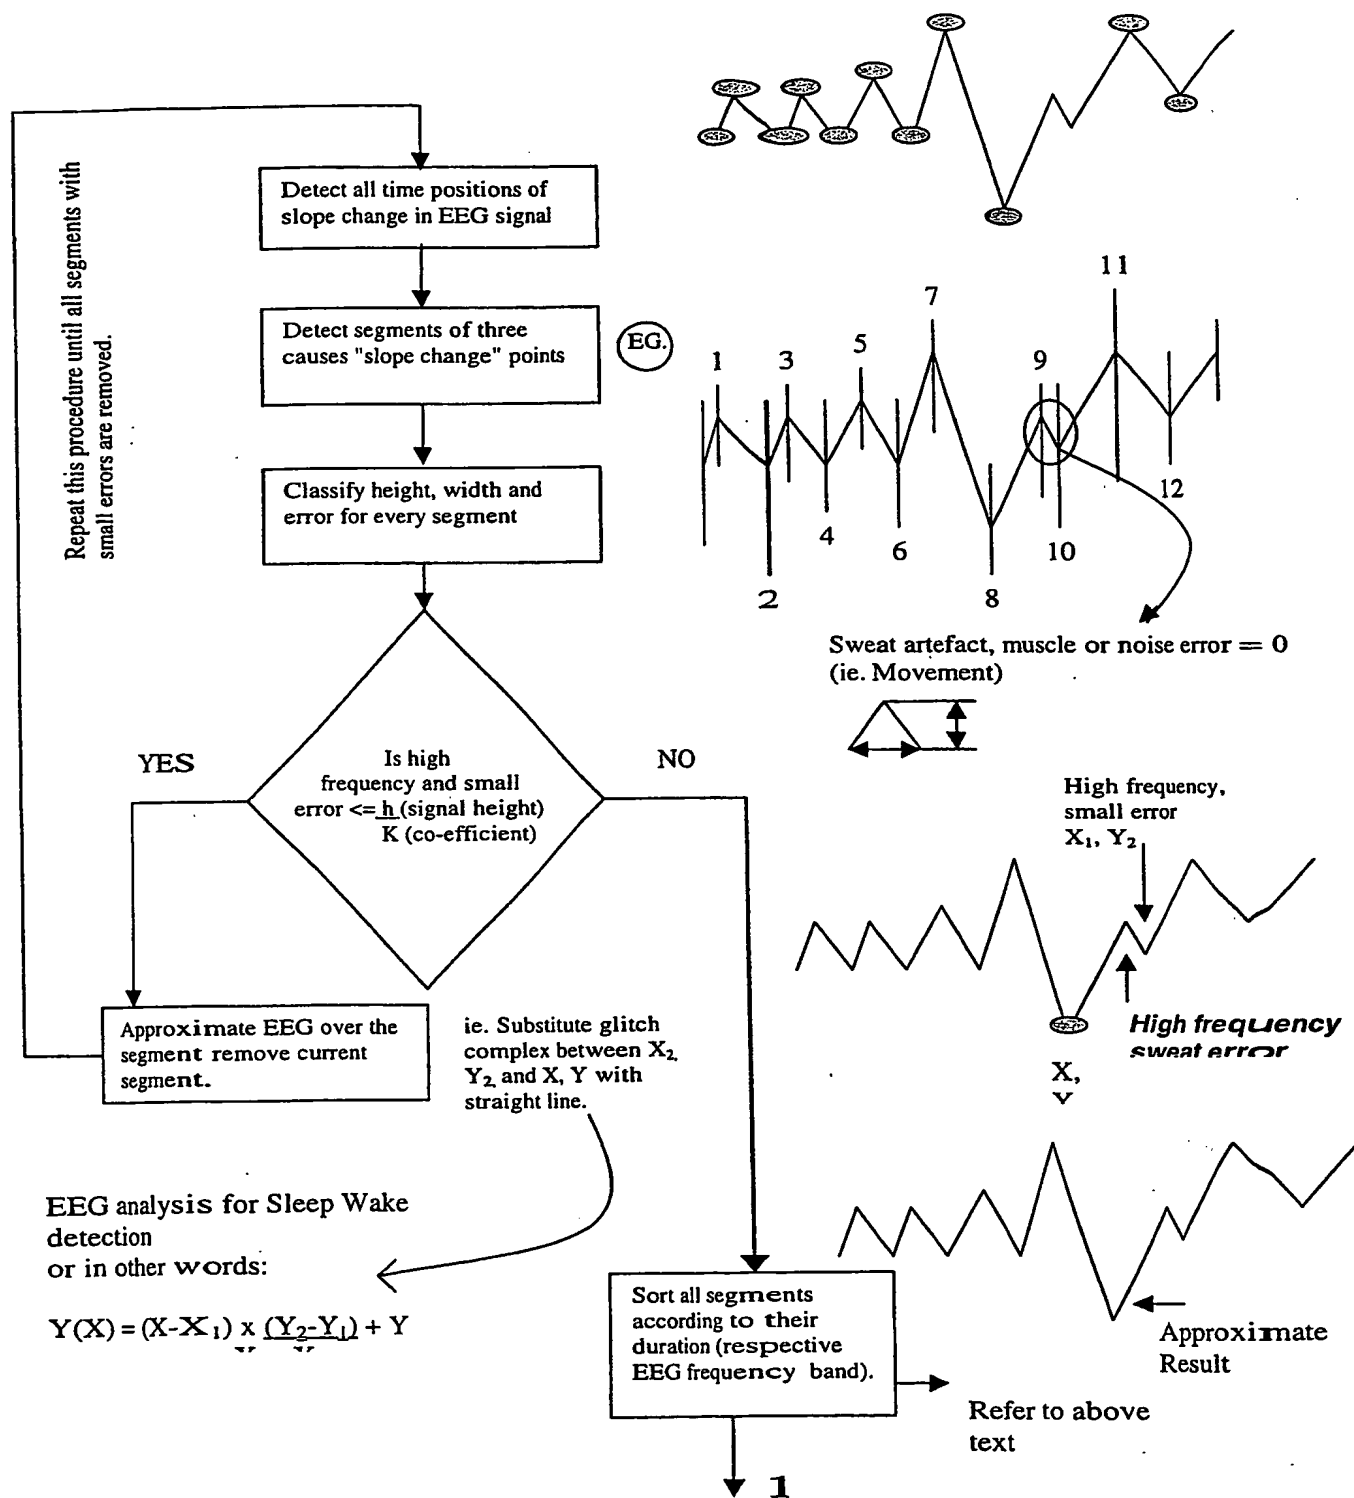 Repeat this procedure until all segments with
small errors are removed.
Detect all time positions of
slope change in EEG signal
Detect segments of three
causes "slope change" points
EG.
Classify height, width and
error for every segment
1
2
3
4
5
6
7
8
9
10
11
12
Sweat artefact, muscle or noise error = 0
(ie. Movement)
YES
Is high
frequency and small
error <= h (signal height)
K (co-efficient)
NO
High frequency,
small error
X₁, Y₂
High frequency
sweat error
X,
Approximate EEG over the
segment remove current
segment.
ie. Substitute glitch
complex between X₂,
Y₂ and X, Y with
straight line.
EEG analysis for Sleep Wake
detection
or in other words:
Y(X) = (X-X₁) x (Y₂-Y₁) + Y
Sort all segments
according to their
duration (respective
EEG frequency band).
Approximate
Result
Refer to above
text
1